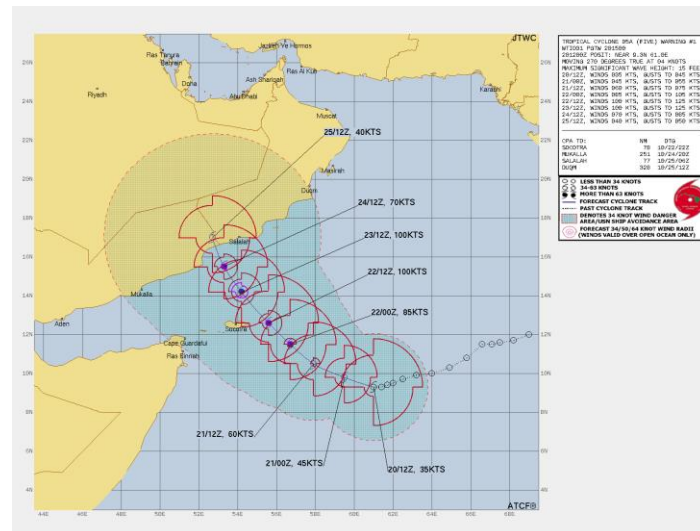 JTWC
TROPICAL CYCLONE 05A (FIVE) WARNING #1
WTIO01 PGTW 201500
201200Z POSIT: NEAR 9.3N 61.0E
MOVING 270 DEGREES TRUE AT 04 KNOTS
MAXIMUM SIGNIFICANT WAVE HEIGHT: 15 FEET
20/12Z, WINDS 035 KTS, GUSTS TO 045 KTS
21/00Z, WINDS 045 KTS, GUSTS TO 055 KTS
21/12Z, WINDS 060 KTS, GUSTS TO 075 KTS
22/00Z, WINDS 085 KTS, GUSTS TO 105 KTS
22/12Z, WINDS 100 KTS, GUSTS TO 125 KTS
23/12Z, WINDS 100 KTS, GUSTS TO 125 KTS
24/12Z, WINDS 070 KTS, GUSTS TO 085 KTS
25/12Z, WINDS 040 KTS, GUSTS TO 050 KTS
CPA TO: NM DTG
SOCOTRA 78 10/22/22Z
MUKALLA 251 10/24/20Z
SALALAH 77 10/25/06Z
DUQM 320 10/25/12Z
LESS THAN 34 KNOTS
34-63 KNOTS
MORE THAN 63 KNOTS
FORECAST CYCLONE TRACK
PAST CYCLONE TRACK
DENOTES 34 KNOT WIND DANGER
AREA/USN SHIP AVOIDANCE AREA
FORECAST 34/50/64 KNOT WIND RADII
(WINDS VALID OVER OPEN OCEAN ONLY)
26N
24N
22N
20N
18N
16N
14N
12N
10N
8N
6N
4N
Ras Tanura
Bahrain
Doha
Riyadh
Ras Al Kuh
Ash Shariqah
Abu Dhabi
Karachi
Muscat
25/12Z, 40KTS
Masirah
Duqm
24/12Z, 70KTS
23/12Z, 100KTS
Salalah
22/12Z, 100KTS
Mukalla
22/00Z, 85KTS
Aden
Socotra
Cape Guardafui
Ras Binnah
21/12Z, 60KTS
21/00Z, 45KTS
20/12Z, 35KTS
ATCF®
44E 46E 48E 50E 52E 54E 56E 58E 60E 62E 64E 66E 68E